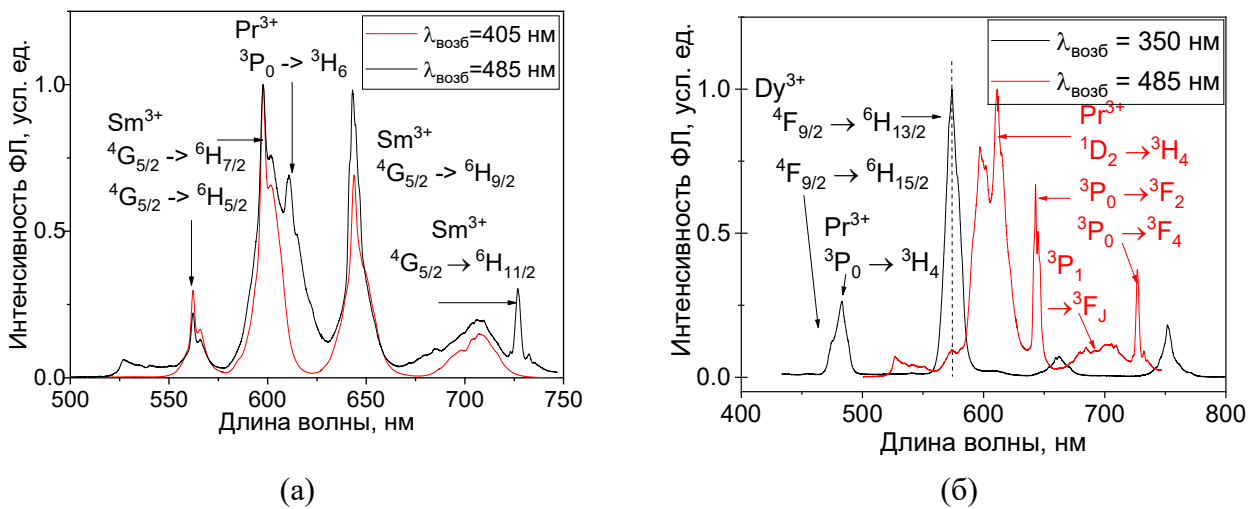 Интенсивность ФЛ, усл. ед.
1.0
0.5
0.0
500 550 600 650 700 750
Длина волны, нм
λвозб=405 нм
λвозб=485 нм
Pr³⁺
³P₀ -> ³H₆
Sm³⁺
⁴G₅/₂ -> ⁶H₇/₂
⁴G₅/₂ -> ⁶H₅/₂
Sm³⁺
⁴G₅/₂ -> ⁶H₉/₂
Sm³⁺
⁴G₅/₂ → ⁶H₁₁/₂
(а)
Интенсивность ФЛ, усл. ед.
1.0
0.5
0.0
400 500 600 700 800
Длина волны, нм
λвозб = 350 нм
λвозб = 485 нм
Dy³⁺
⁴F₉/₂ → ⁶H₁₃/₂
⁴F₉/₂ → ⁶H₁₅/₂
Pr³⁺
³P₀ → ³H₄
Pr³⁺
¹D₂ → ³H₄
³P₀ → ³F₂
³P₀ → ³F₄
³P₁
→ ³F_J
(б)